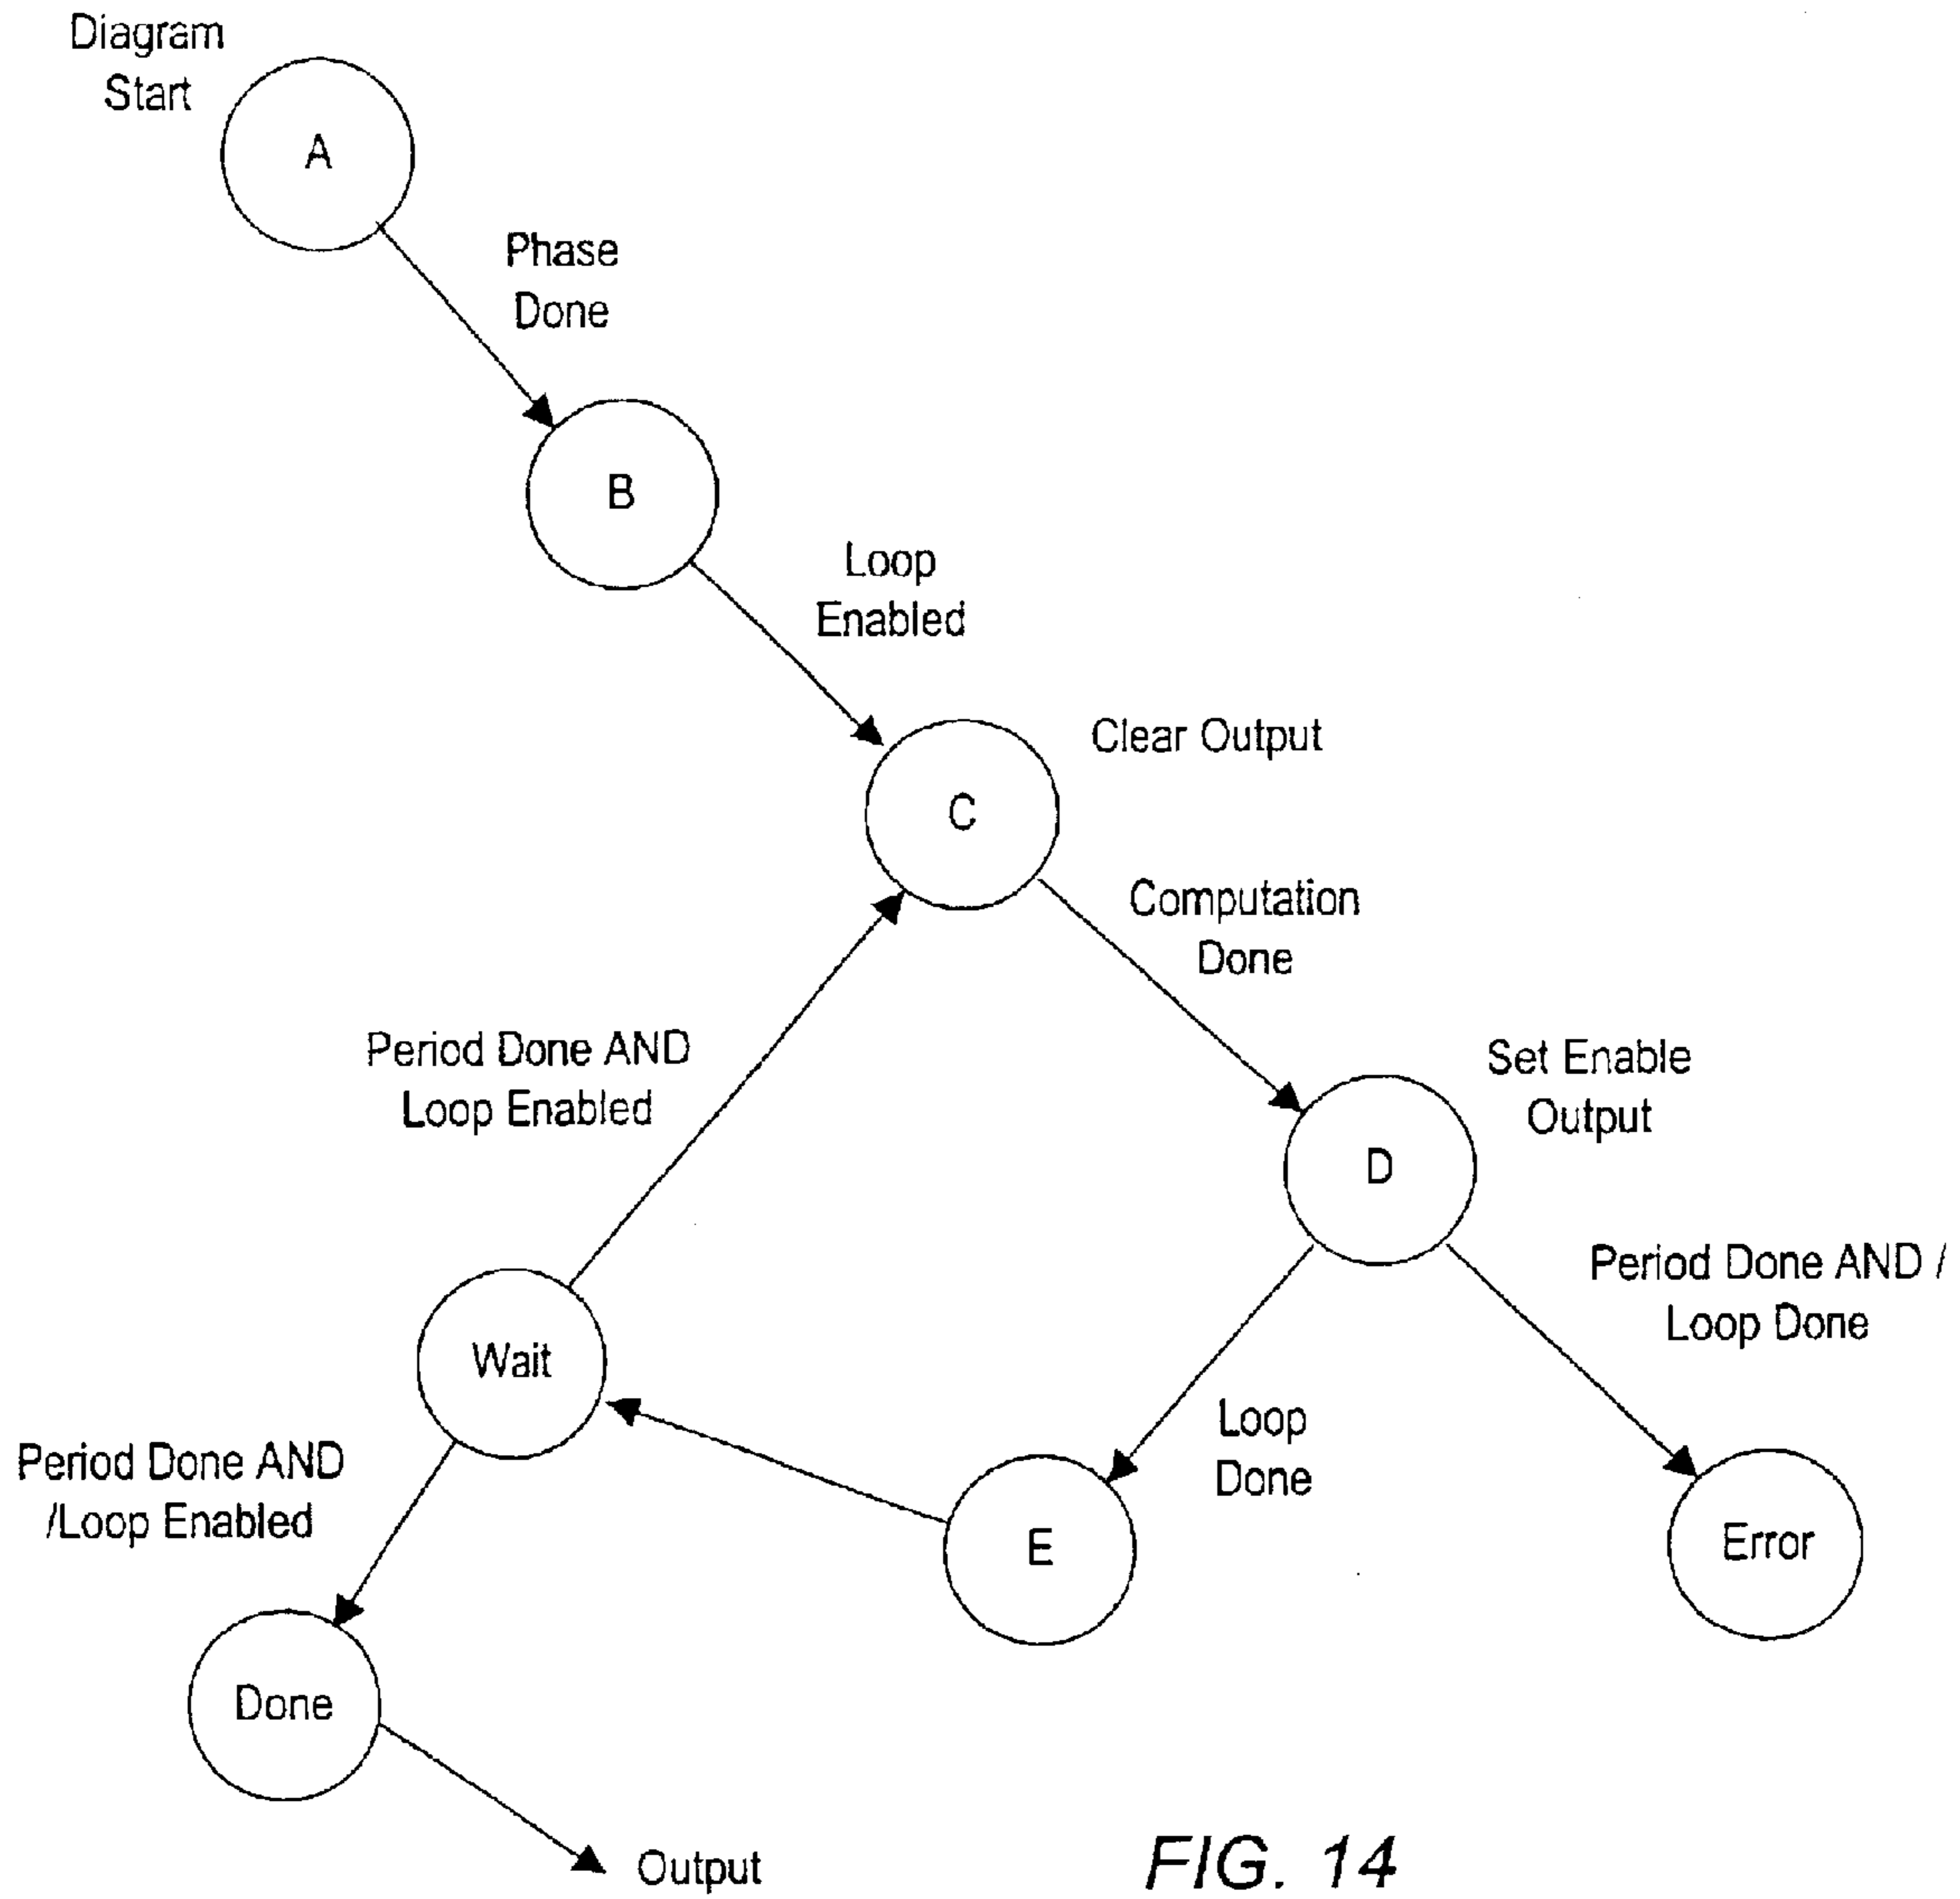 Diagram
Start
A
Phase
Done
B
Loop
Enabled
Clear Output
C
Computation
Done
Period Done AND
Loop Enabled
Set Enable
Output
D
Period Done AND /
Loop Done
Wait
Loop
Done
Period Done AND
/Loop Enabled
E
Error
Done
Output
FIG. 14